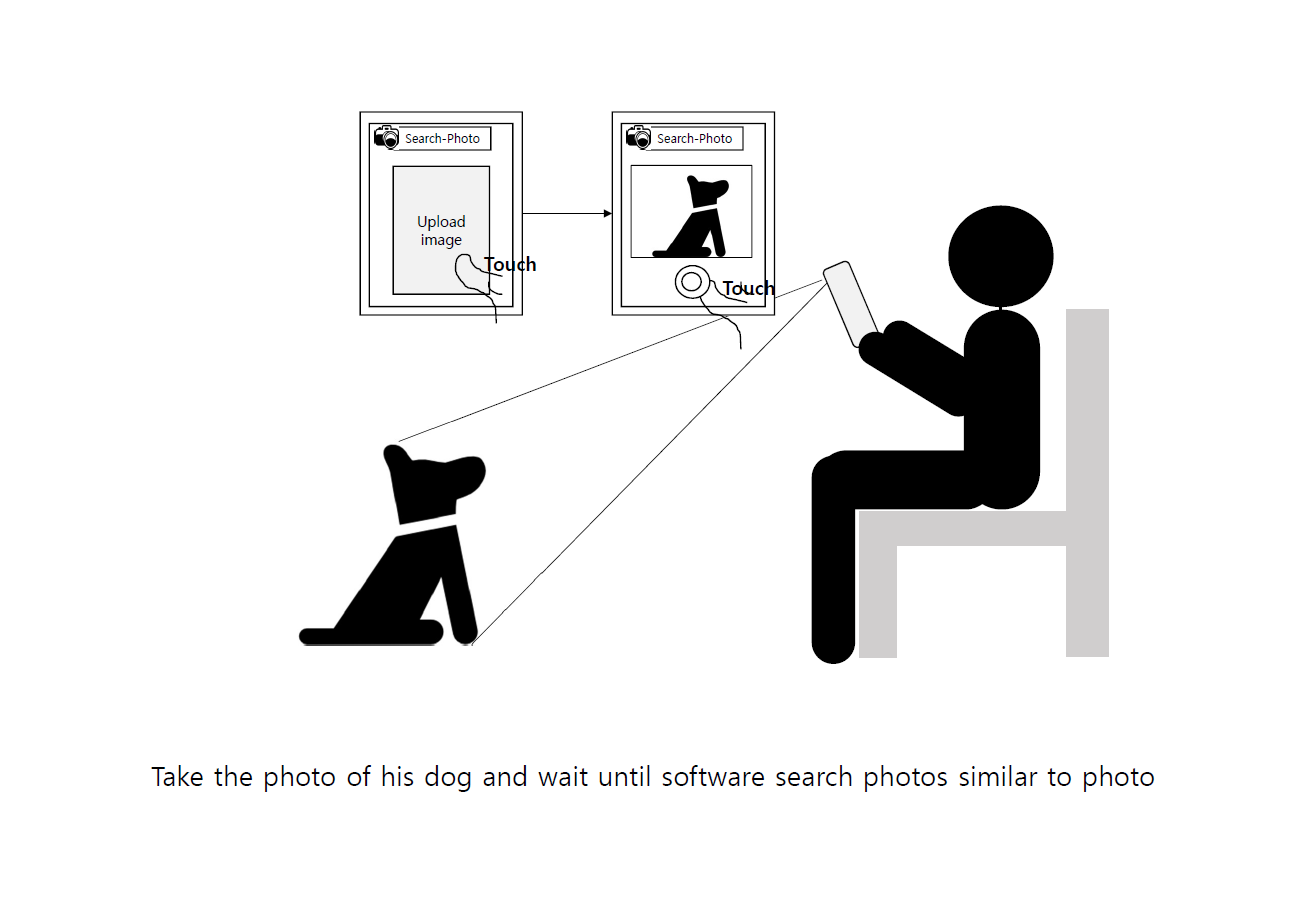 Search-Photo
Upload
image
Touch
Search-Photo
Touch
Take the photo of his dog and wait until software search photos similar to photo